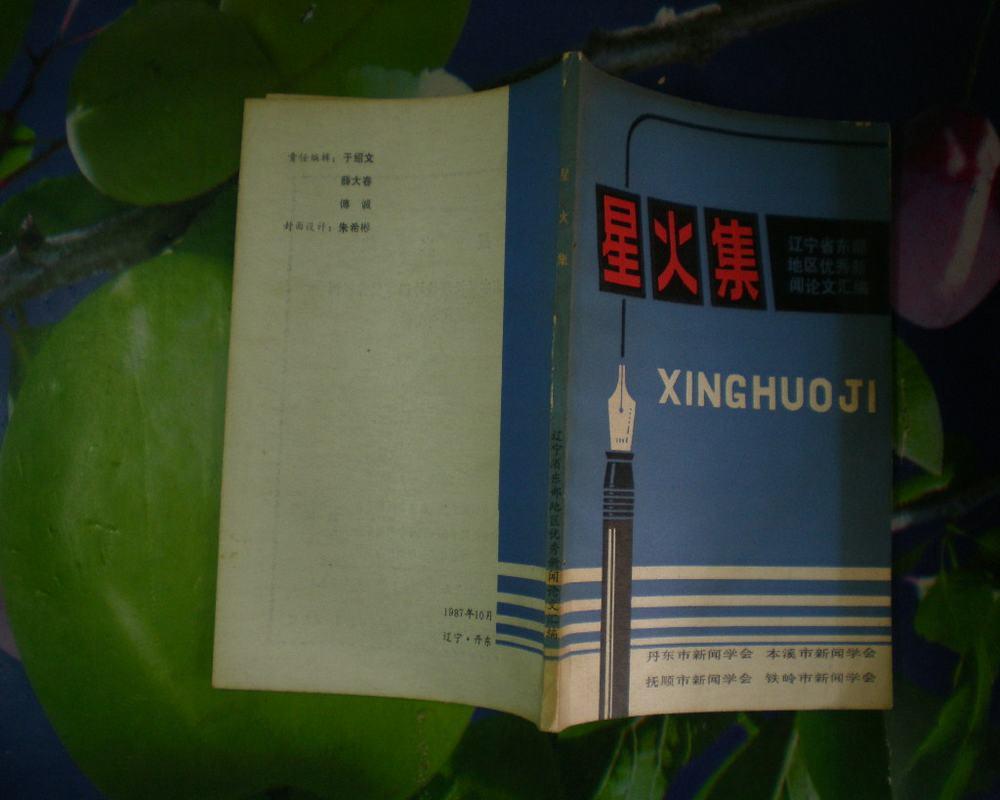 责任编辑：于绍文
薛大春
傅 诚
封面设计：朱希彬
1987年10月
辽宁·丹东
星火集
辽宁省东部地区优秀新闻论文汇编
星火集
辽宁省东部
地区优秀新
闻论文汇编
XINGHUOJI
丹东市新闻学会 本溪市新闻学会
抚顺市新闻学会 铁岭市新闻学会